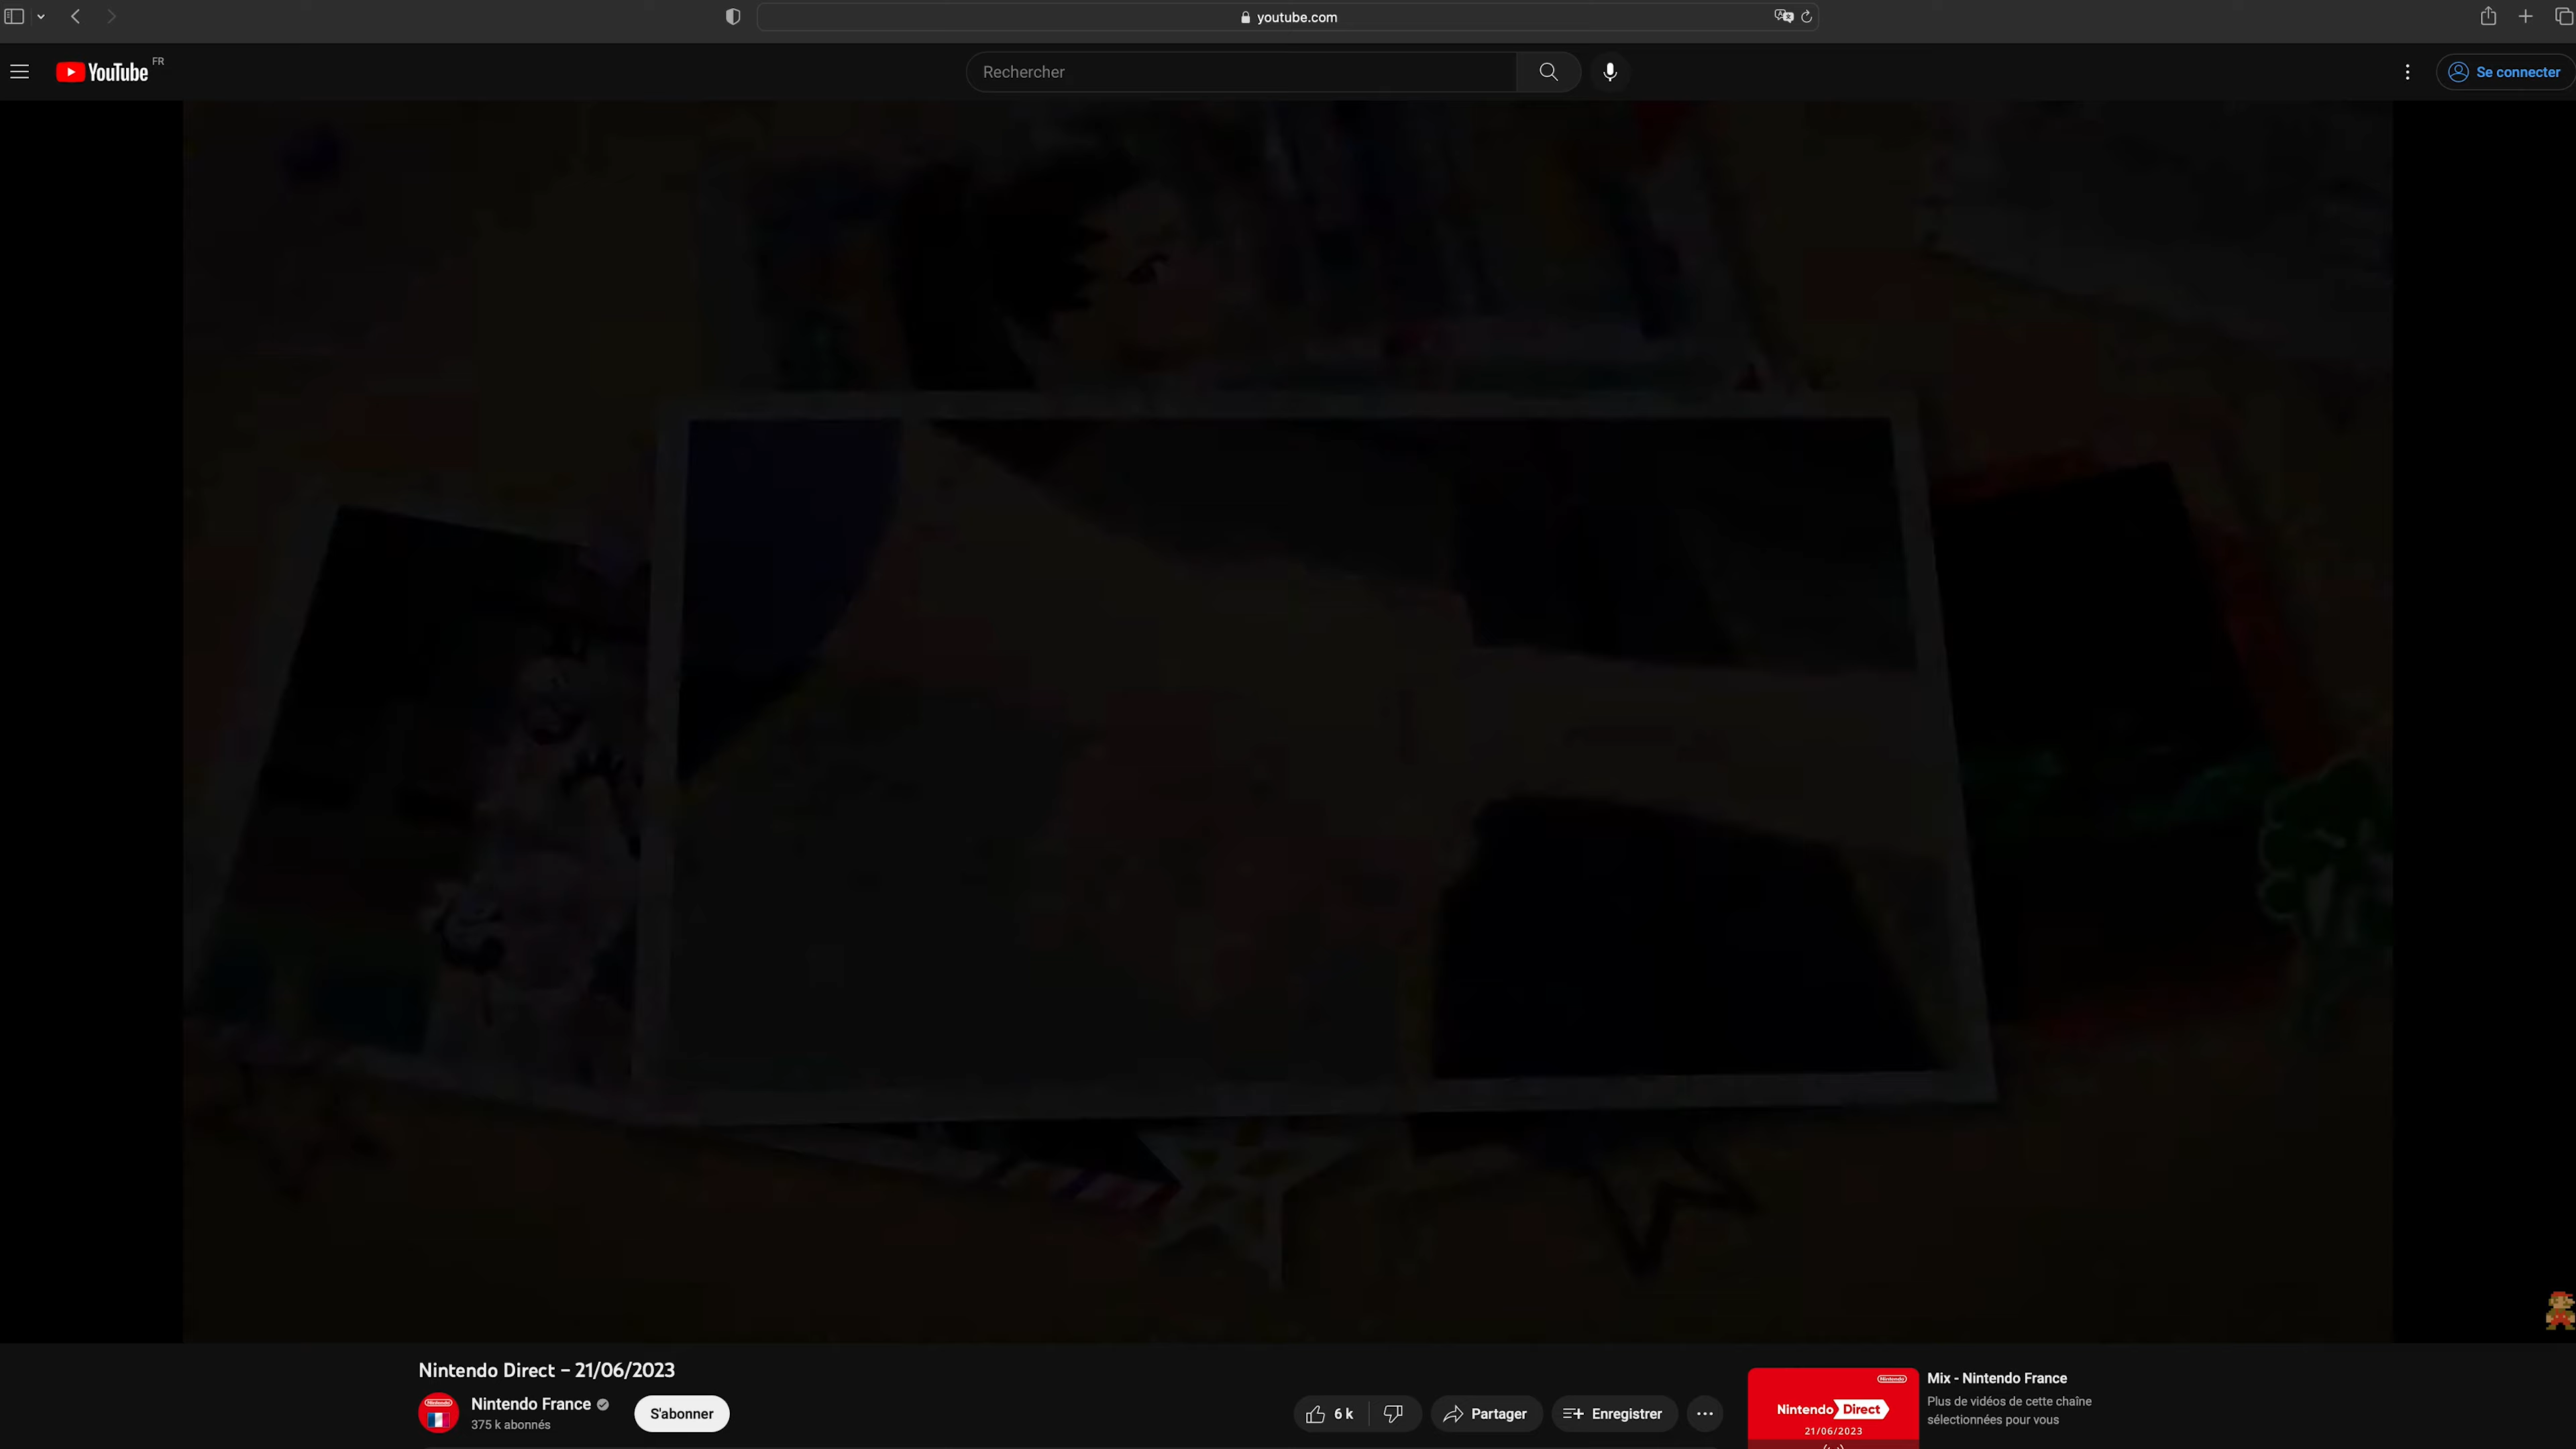 youtube.com
YouTube FR
Rechercher
Se connecter
Nintendo Direct – 21/06/2023
Nintendo France
375 k abonnés
S'abonner
6 k
Partager
Enregistrer
Nintendo
Nintendo Direct
21/06/2023
Mix - Nintendo France
Plus de vidéos de cette chaîne
sélectionnées pour vous